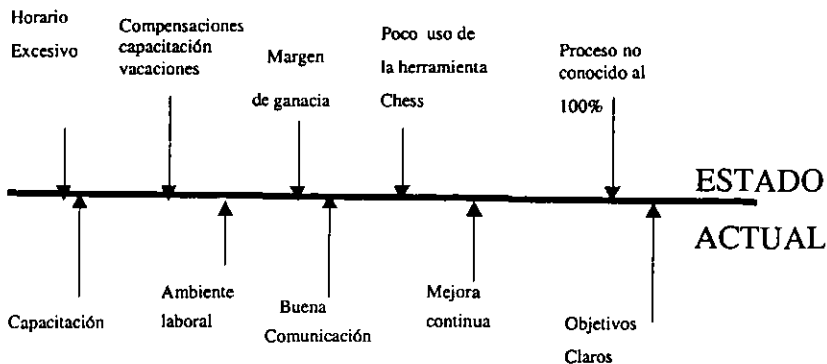 Horario
Excesivo
Compensaciones
capacitación
vacaciones
Margen
de ganacia
Poco uso de
la herramienta
Chess
Proceso no
conocido al
100%
ESTADO
ACTUAL
Capacitación
Ambiente
laboral
Buena
Comunicación
Mejora
continua
Objetivos
Claros